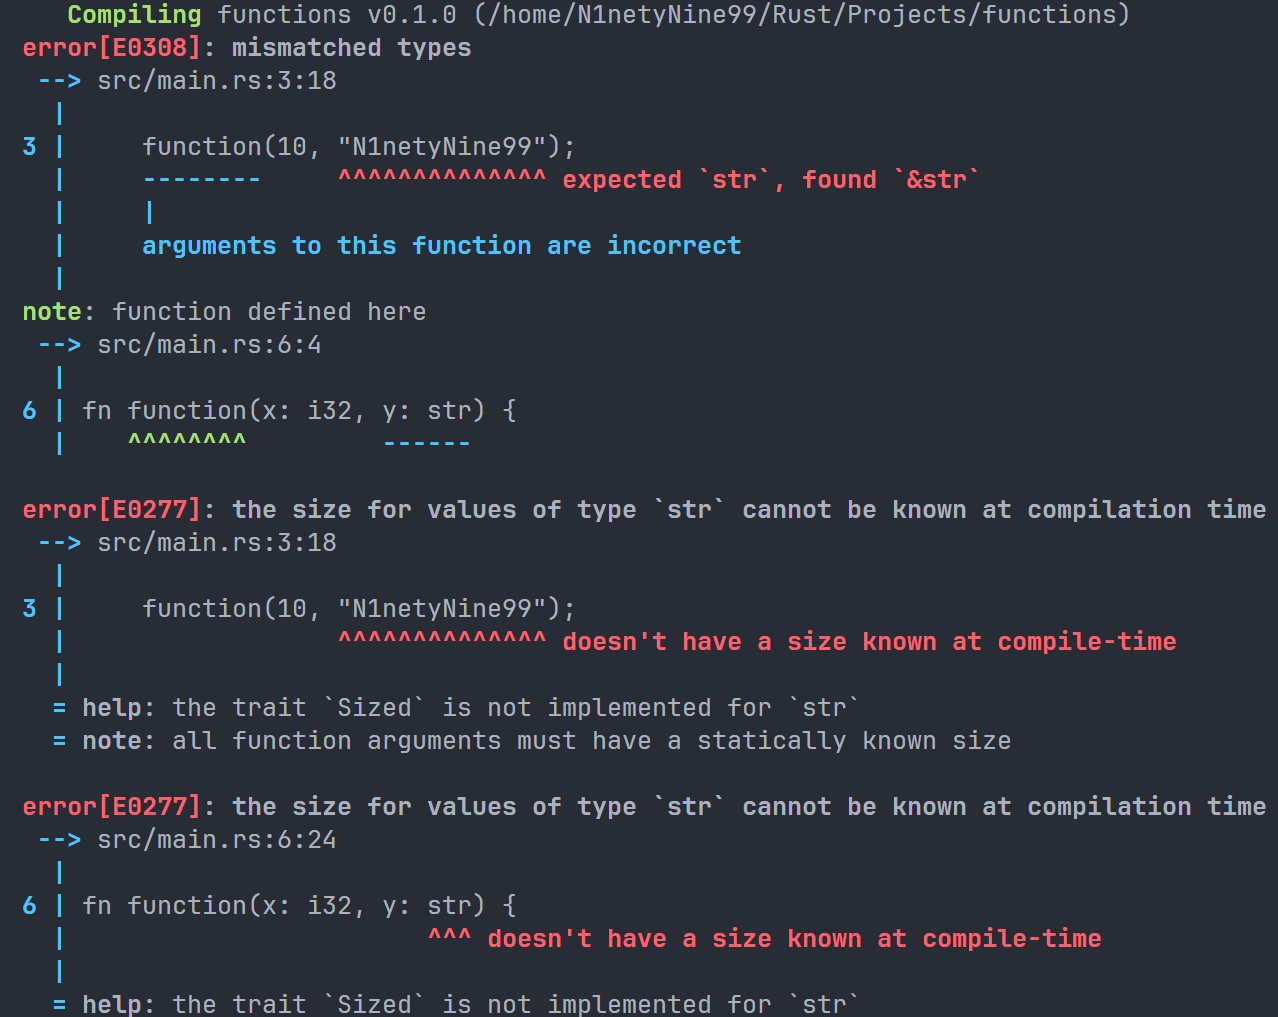 Compiling functions v0.1.0 (/home/N1netyNine99/Rust/Projects/functions)
error[E0308]: mismatched types
 --> src/main.rs:3:18
  |
3 |     function(10, "N1netyNine99");
  |     --------     ^^^^^^^^^^^^^^ expected `str`, found `&str`
  |     |
  |     arguments to this function are incorrect
  |
note: function defined here
 --> src/main.rs:6:4
  |
6 | fn function(x: i32, y: str) {
  |    ^^^^^^^^         ------

error[E0277]: the size for values of type `str` cannot be known at compilation time
 --> src/main.rs:3:18
  |
3 |     function(10, "N1netyNine99");
  |                  ^^^^^^^^^^^^^^ doesn't have a size known at compile-time
  |
  = help: the trait `Sized` is not implemented for `str`
  = note: all function arguments must have a statically known size

error[E0277]: the size for values of type `str` cannot be known at compilation time
 --> src/main.rs:6:24
  |
6 | fn function(x: i32, y: str) {
  |                        ^^^ doesn't have a size known at compile-time
  |
  = help: the trait `Sized` is not implemented for `str`